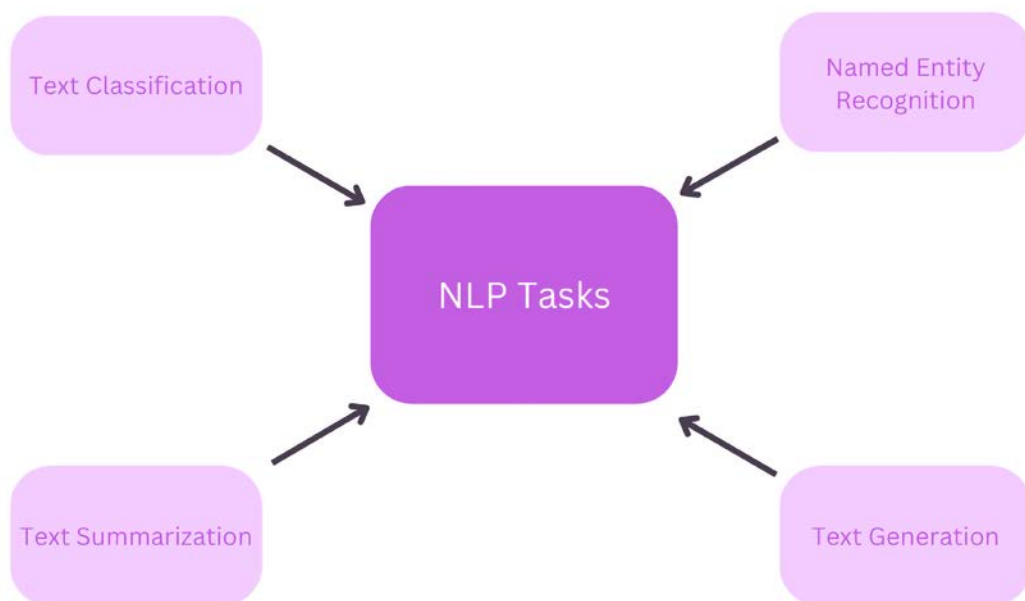 Text Classification
Named Entity
Recognition
NLP Tasks
Text Summarization
Text Generation